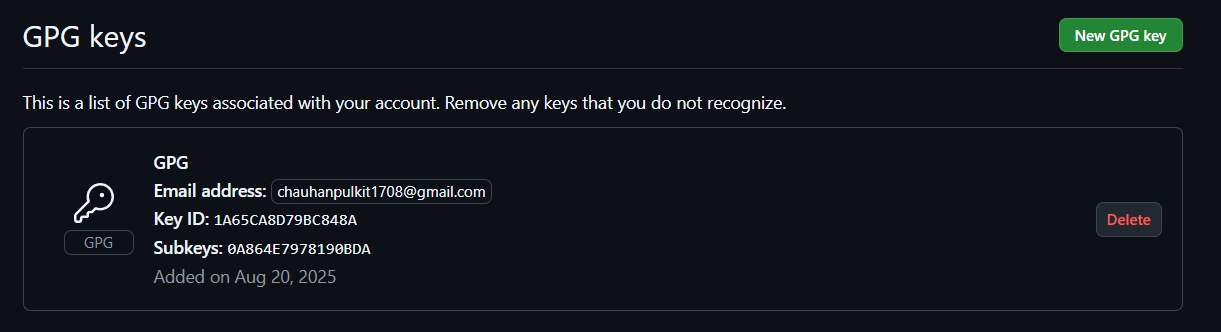 GPG keys
New GPG key
This is a list of GPG keys associated with your account. Remove any keys that you do not recognize.
GPG
Email address: chauhanpulkit1708@gmail.com
Key ID: 1A65CA8D79BC848A
GPG
Subkeys: 0A864E7978190BDA
Added on Aug 20, 2025
Delete